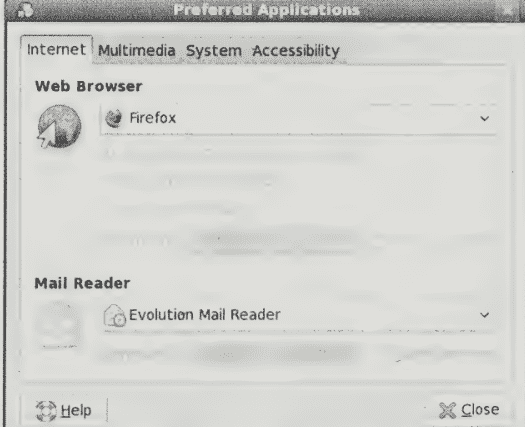 Preferred Applications
Internet Multimedia System Accessibility
Web Browser
Firefox
Mail Reader
Evolution Mail Reader
Help Close